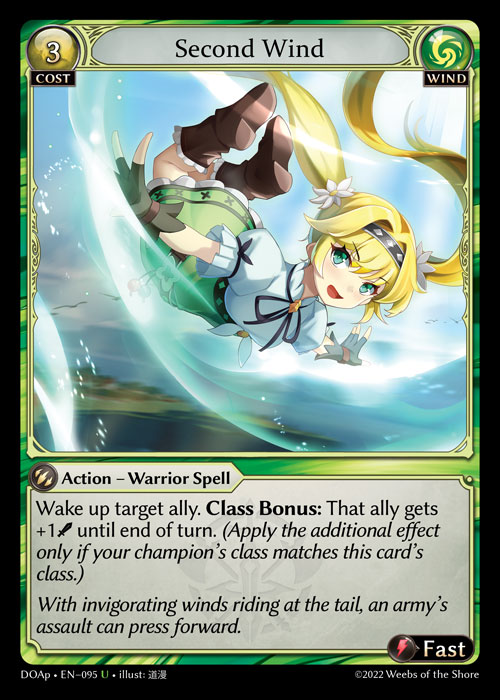 3
Second Wind
COST
WIND
Action – Warrior Spell
Wake up target ally. Class Bonus: That ally gets
+1 until end of turn. (Apply the additional effect
only if your champion's class matches this card's
class.)
With invigorating winds riding at the tail, an army's
assault can press forward.
Fast
DOAp • EN-095 U • illust: 道漫
©2022 Weebs of the Shore